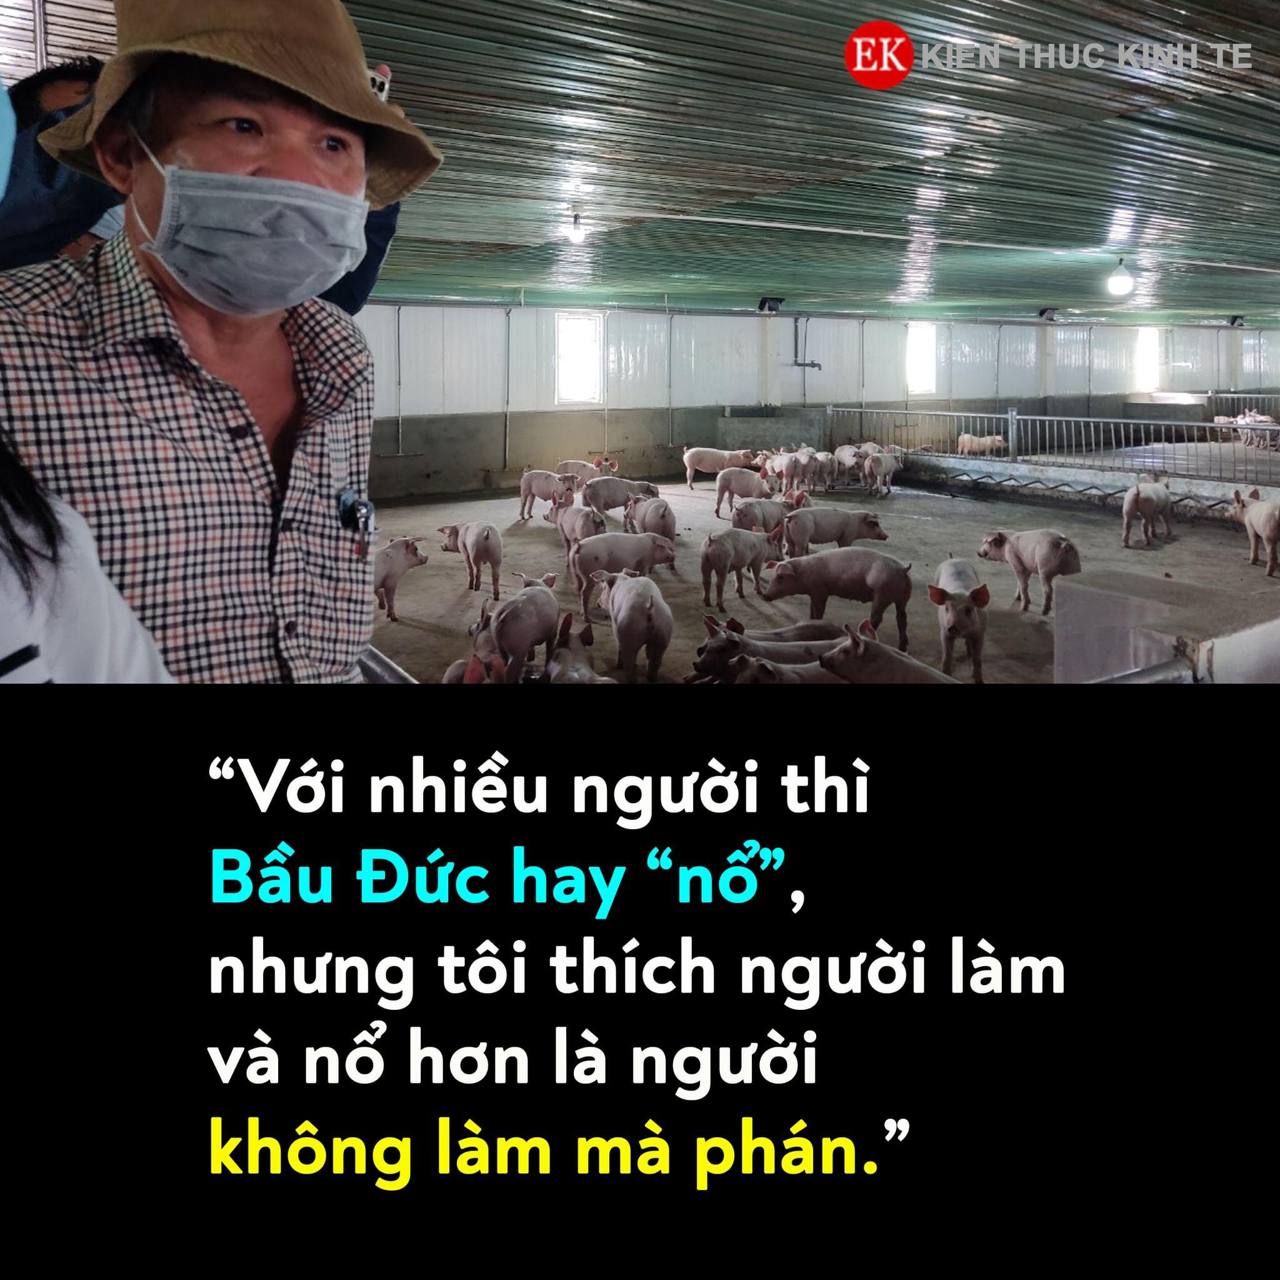 EK KIEN THUC KINH TE
“Với nhiều người thì
Bầu Đức hay “nổ”,
nhưng tôi thích người làm
và nổ hơn là người
không làm mà phán.”